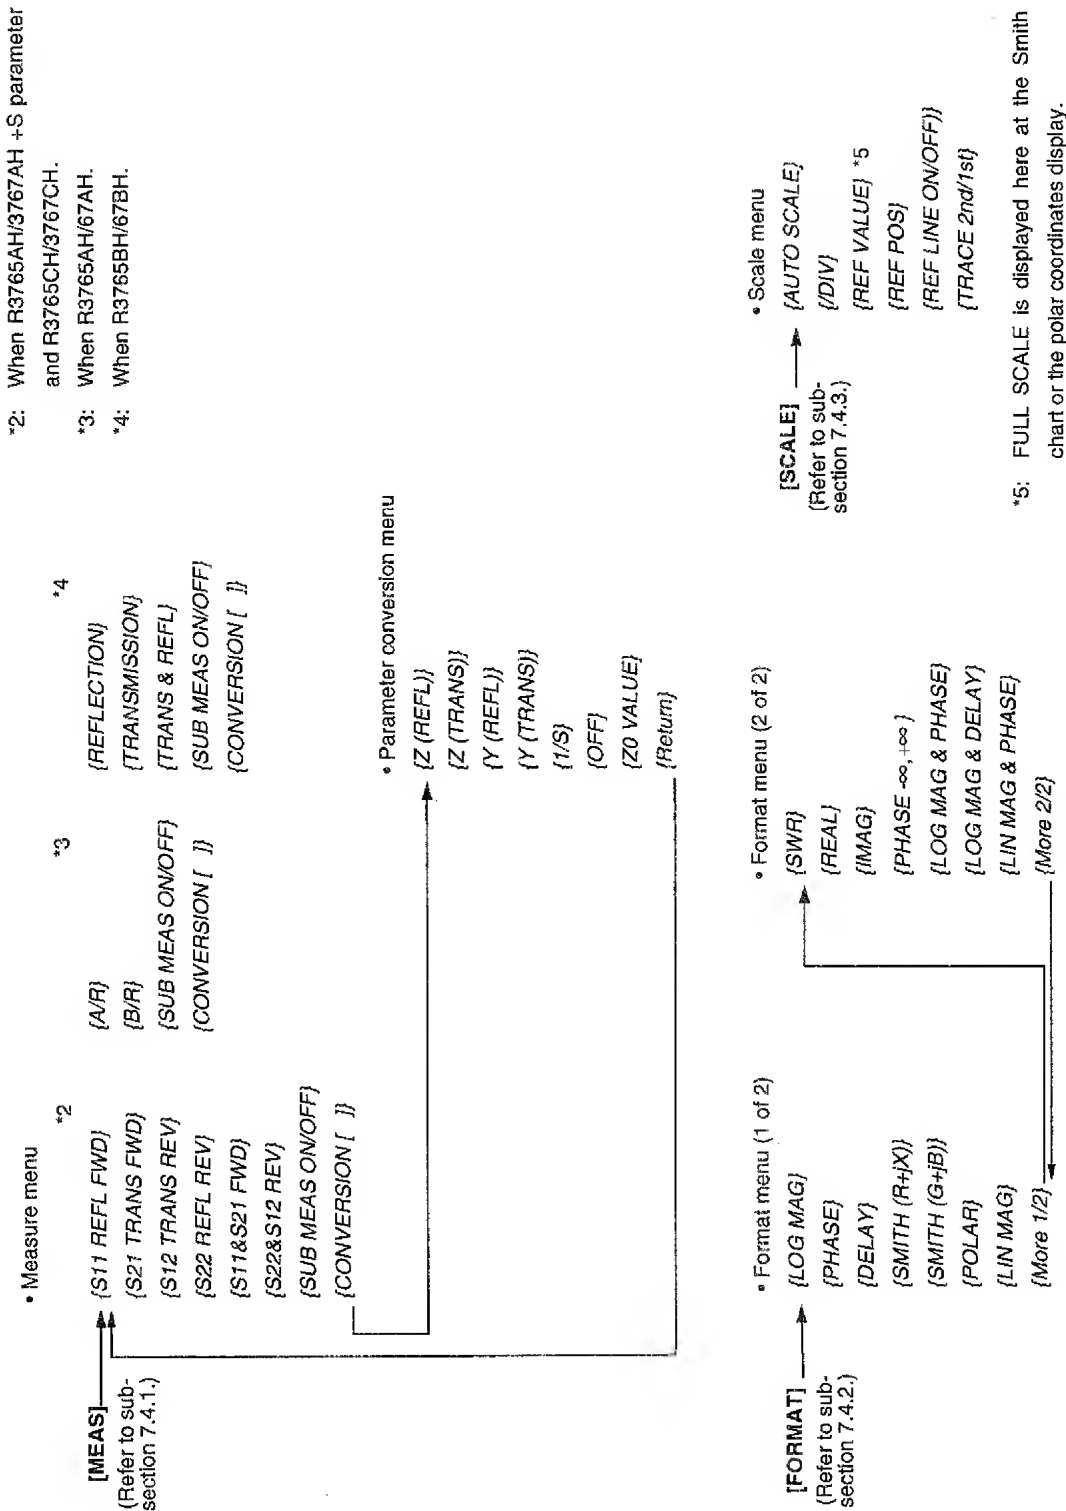 *2: When R3765AH/3767AH +S parameter
and R3765CH/3767CH.
*3: When R3765AH/67AH.
*4: When R3765BH/67BH.
• Measure menu
*2
[MEAS]
(Refer to sub-
section 7.4.1.)
{S11 REFL FWD}
{S21 TRANS FWD}
{S12 TRANS REV}
{S22 REFL REV}
{S11&S21 FWD}
{S22&S12 REV}
{SUB MEAS ON/OFF}
{CONVERSION [ ]}
*3
{A/R}
{B/R}
{SUB MEAS ON/OFF}
{CONVERSION [ ]}
*4
{REFLECTION}
{TRANSMISSION}
{TRANS & REFL}
{SUB MEAS ON/OFF}
{CONVERSION [ ]}
• Parameter conversion menu
{Z (REFL)}
{Z (TRANS)}
{Y (REFL)}
{Y (TRANS)}
{1/S}
{OFF}
{Z0 VALUE}
{Return}
[FORMAT]
(Refer to sub-
section 7.4.2.)
• Format menu (1 of 2)
{LOG MAG}
{PHASE}
{DELAY}
{SMITH (R+jX)}
{SMITH (G+jB)}
{POLAR}
{LIN MAG}
{More 1/2}
• Format menu (2 of 2)
{SWR}
{REAL}
{IMAG}
{PHASE -∞,+∞ }
{LOG MAG & PHASE}
{LOG MAG & DELAY}
{LIN MAG & PHASE}
{More 2/2}
[SCALE]
(Refer to sub-
section 7.4.3.)
• Scale menu
{AUTO SCALE}
{/DIV}
{REF VALUE} *5
{REF POS}
{REF LINE ON/OFF)}
{TRACE 2nd/1st}
*5: FULL SCALE is displayed here at the Smith
chart or the polar coordinates display.